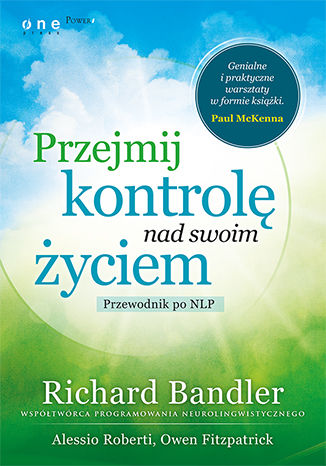 one
press
POWER
Genialne
i praktyczne
warsztaty
w formie książki.
Paul McKenna
Przejmij
kontrolę
nad swoim
życiem
Przewodnik po NLP
Richard Bandler
WSPÓŁTWÓRCA PROGRAMOWANIA NEUROLINGWISTYCZNEGO
Alessio Roberti, Owen Fitzpatrick